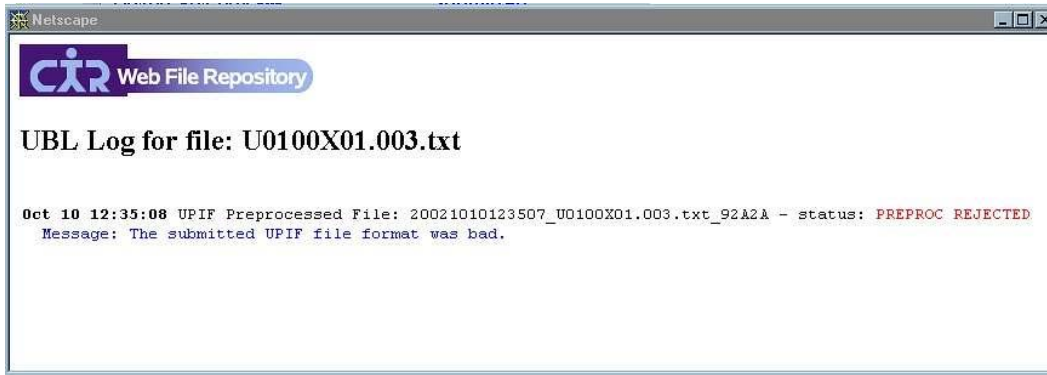 Netscape
CIR Web File Repository
UBL Log for file: U0100X01.003.txt
Oct 10 12:35:08 UPIF Preprocessed File: 20021010123507_U0100X01.003.txt_92A2A - status: PREPROC REJECTED
Message: The submitted UPIF file format was bad.